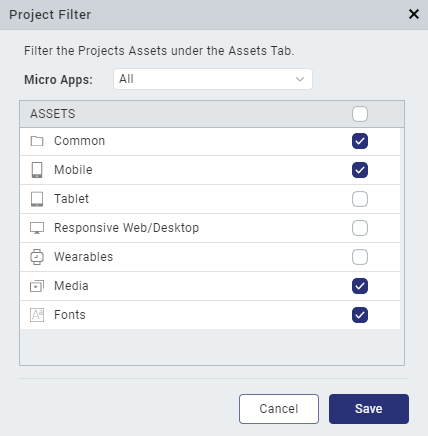 Project Filter
Filter the Projects Assets under the Assets Tab.
Micro Apps: All
ASSETS
Common
Mobile
Tablet
Responsive Web/Desktop
Wearables
Media
Fonts
Cancel Save